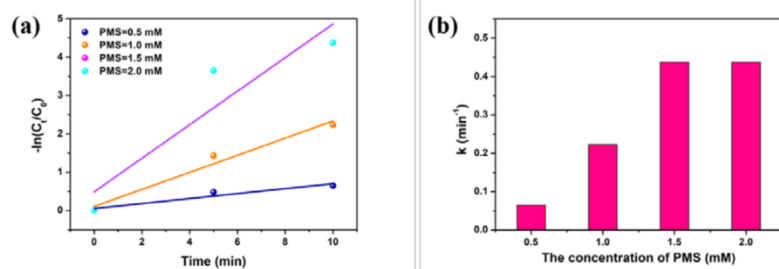 (a)
PMS=0.5 mM
PMS=1.0 mM
PMS=1.5 mM
PMS=2.0 mM
-ln(Ct/C0)
5
4
3
2
1
0
0 2 4 6 8 10
Time (min)
(b)
k (min-1)
0.5
0.4
0.3
0.2
0.1
0.0
0.5 1.0 1.5 2.0
The concentration of PMS (mM)